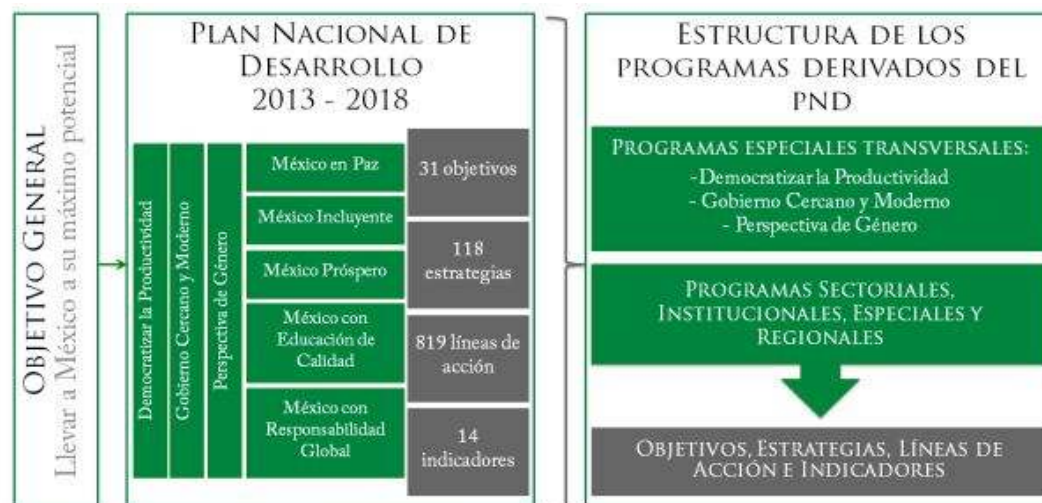 OBJETIVO GENERAL
Llevar a México a su máximo potencial
PLAN NACIONAL DE
DESARROLLO
2013 - 2018
Democratizar la Productividad
Gobierno Cercano y Moderno
Perspectiva de Género
México en Paz
México Incluyente
México Próspero
México con
Educación de
Calidad
México con
Responsabilidad
Global
31 objetivos
118
estrategias
819 líneas de
acción
14
indicadores
ESTRUCTURA DE LOS
PROGRAMAS DERIVADOS DEL
PND
PROGRAMAS ESPECIALES TRANSVERSALES:
-Democratizar la Productividad
- Gobierno Cercano y Moderno
- Perspectiva de Género
PROGRAMAS SECTORIALES,
INSTITUCIONALES, ESPECIALES Y
REGIONALES
OBJETIVOS, ESTRATEGIAS, LÍNEAS DE
ACCIÓN E INDICADORES